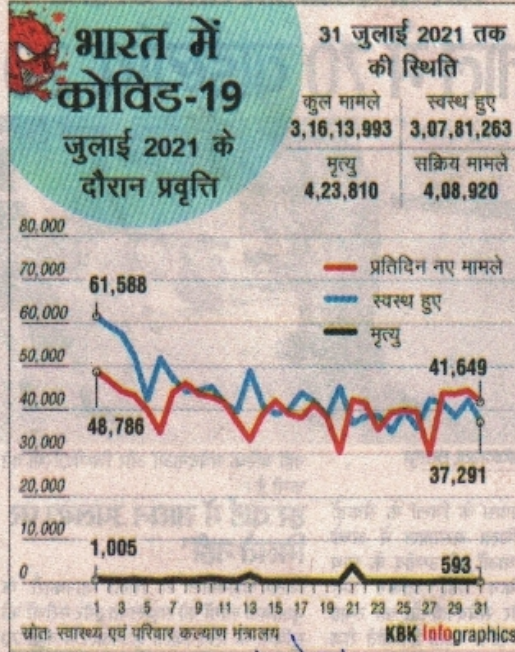 भारत में
कोविड-19
जुलाई 2021 के
दौरान प्रवृत्ति
31 जुलाई 2021 तक
की स्थिति
कुल मामले
3,16,13,993
स्वस्थ हुए
3,07,81,263
मृत्यु
4,23,810
सक्रिय मामले
4,08,920
80,000
70,000
60,000
50,000
40,000
30,000
20,000
10,000
0
प्रतिदिन नए मामले
स्वस्थ हुए
मृत्यु
61,588
48,786
41,649
37,291
1,005
593
1 3 5 7 9 11 13 15 17 19 21 23 25 27 29 31
स्रोतः स्वास्थ्य एवं परिवार कल्याण मंत्रालय
KBK Infographics